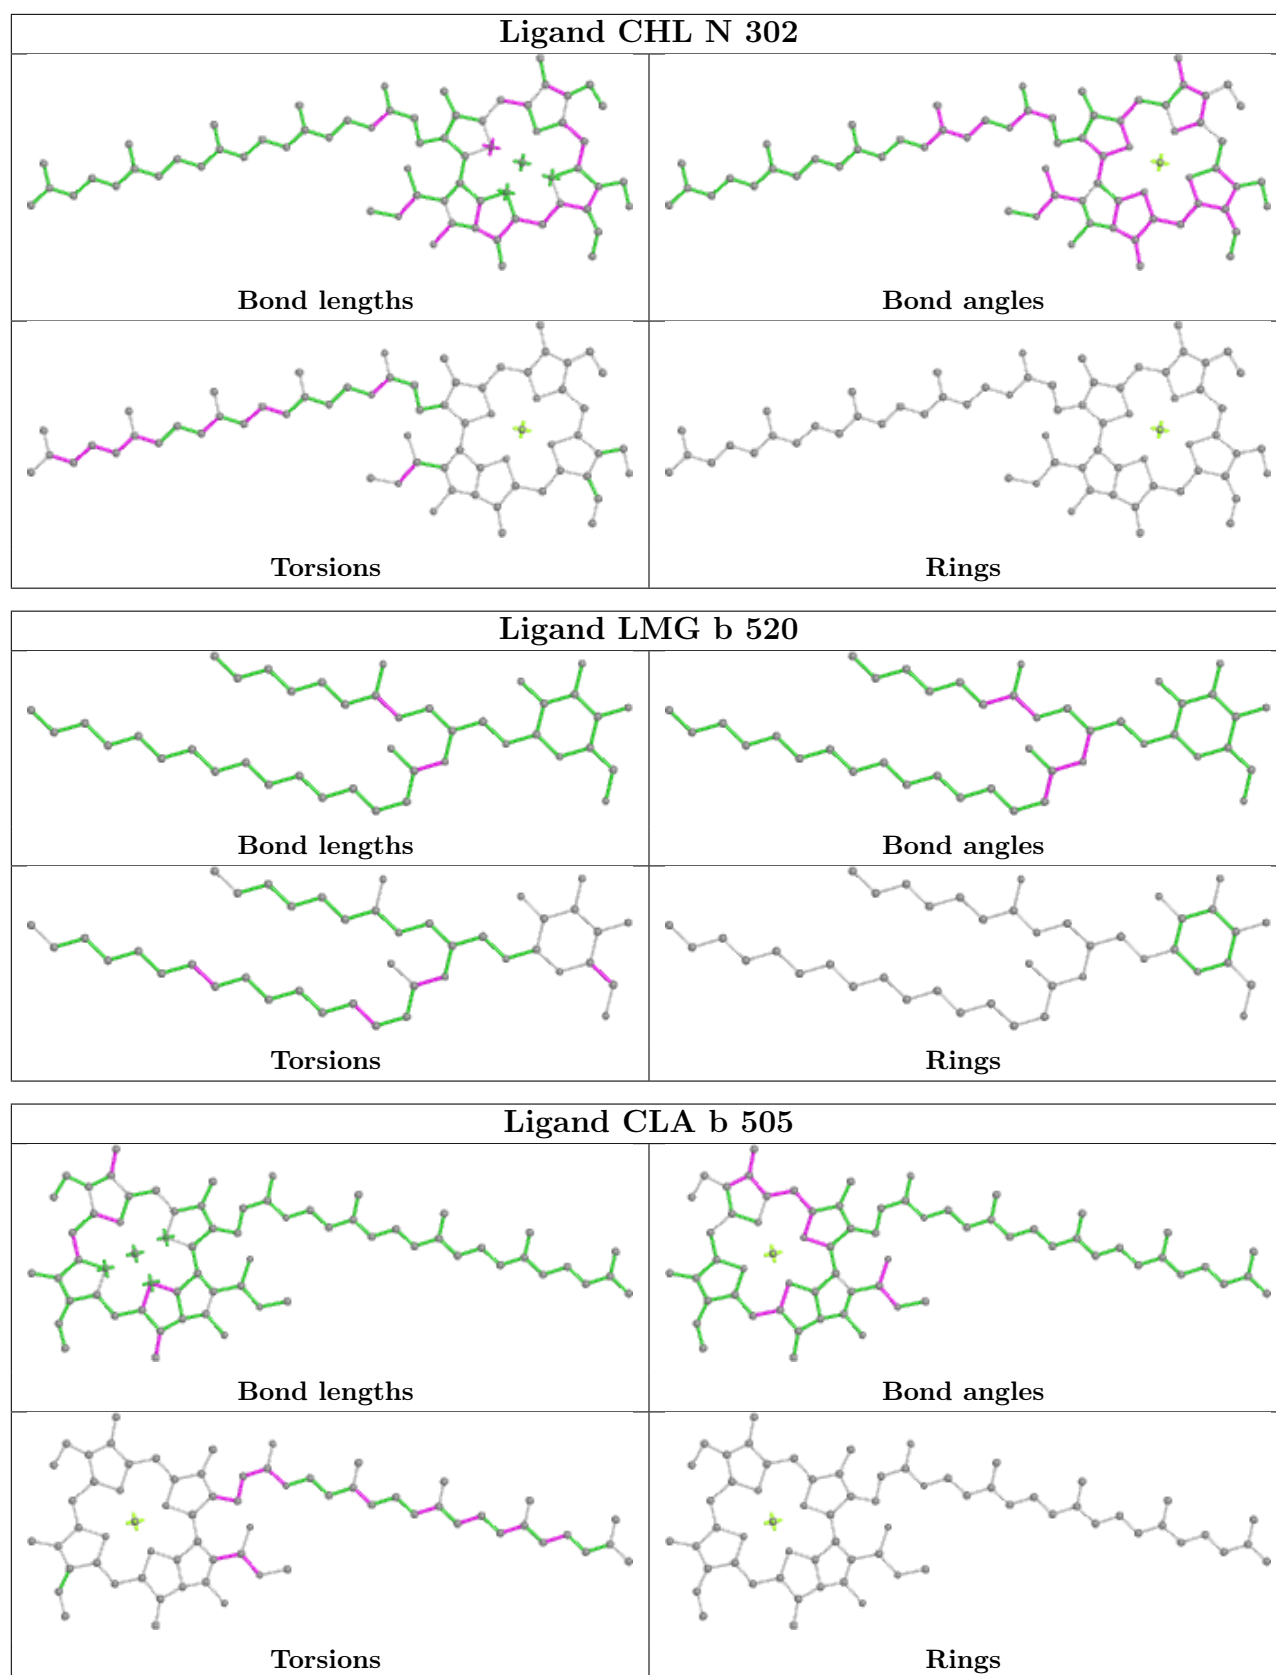 Ligand CHL N 302
Bond lengths
Bond angles
Torsions
Rings
Ligand LMG b 520
Bond lengths
Bond angles
Torsions
Rings
Ligand CLA b 505
Bond lengths
Bond angles
Torsions
Rings